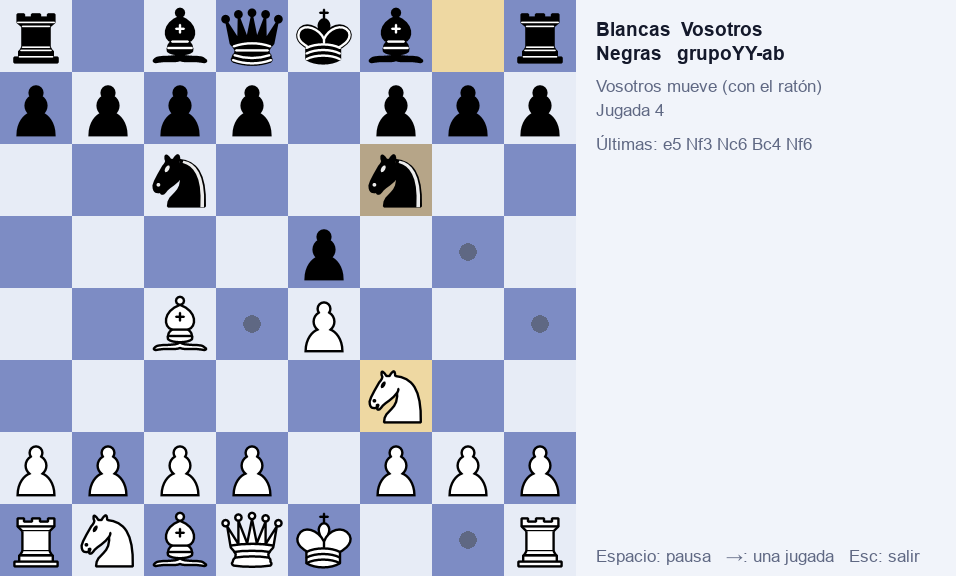 Blancas  Vosotros
Negras   grupoYY-ab
Vosotros mueve (con el ratón)
Jugada 4
Últimas: e5 Nf3 Nc6 Bc4 Nf6
Espacio: pausa   →: una jugada   Esc: salir